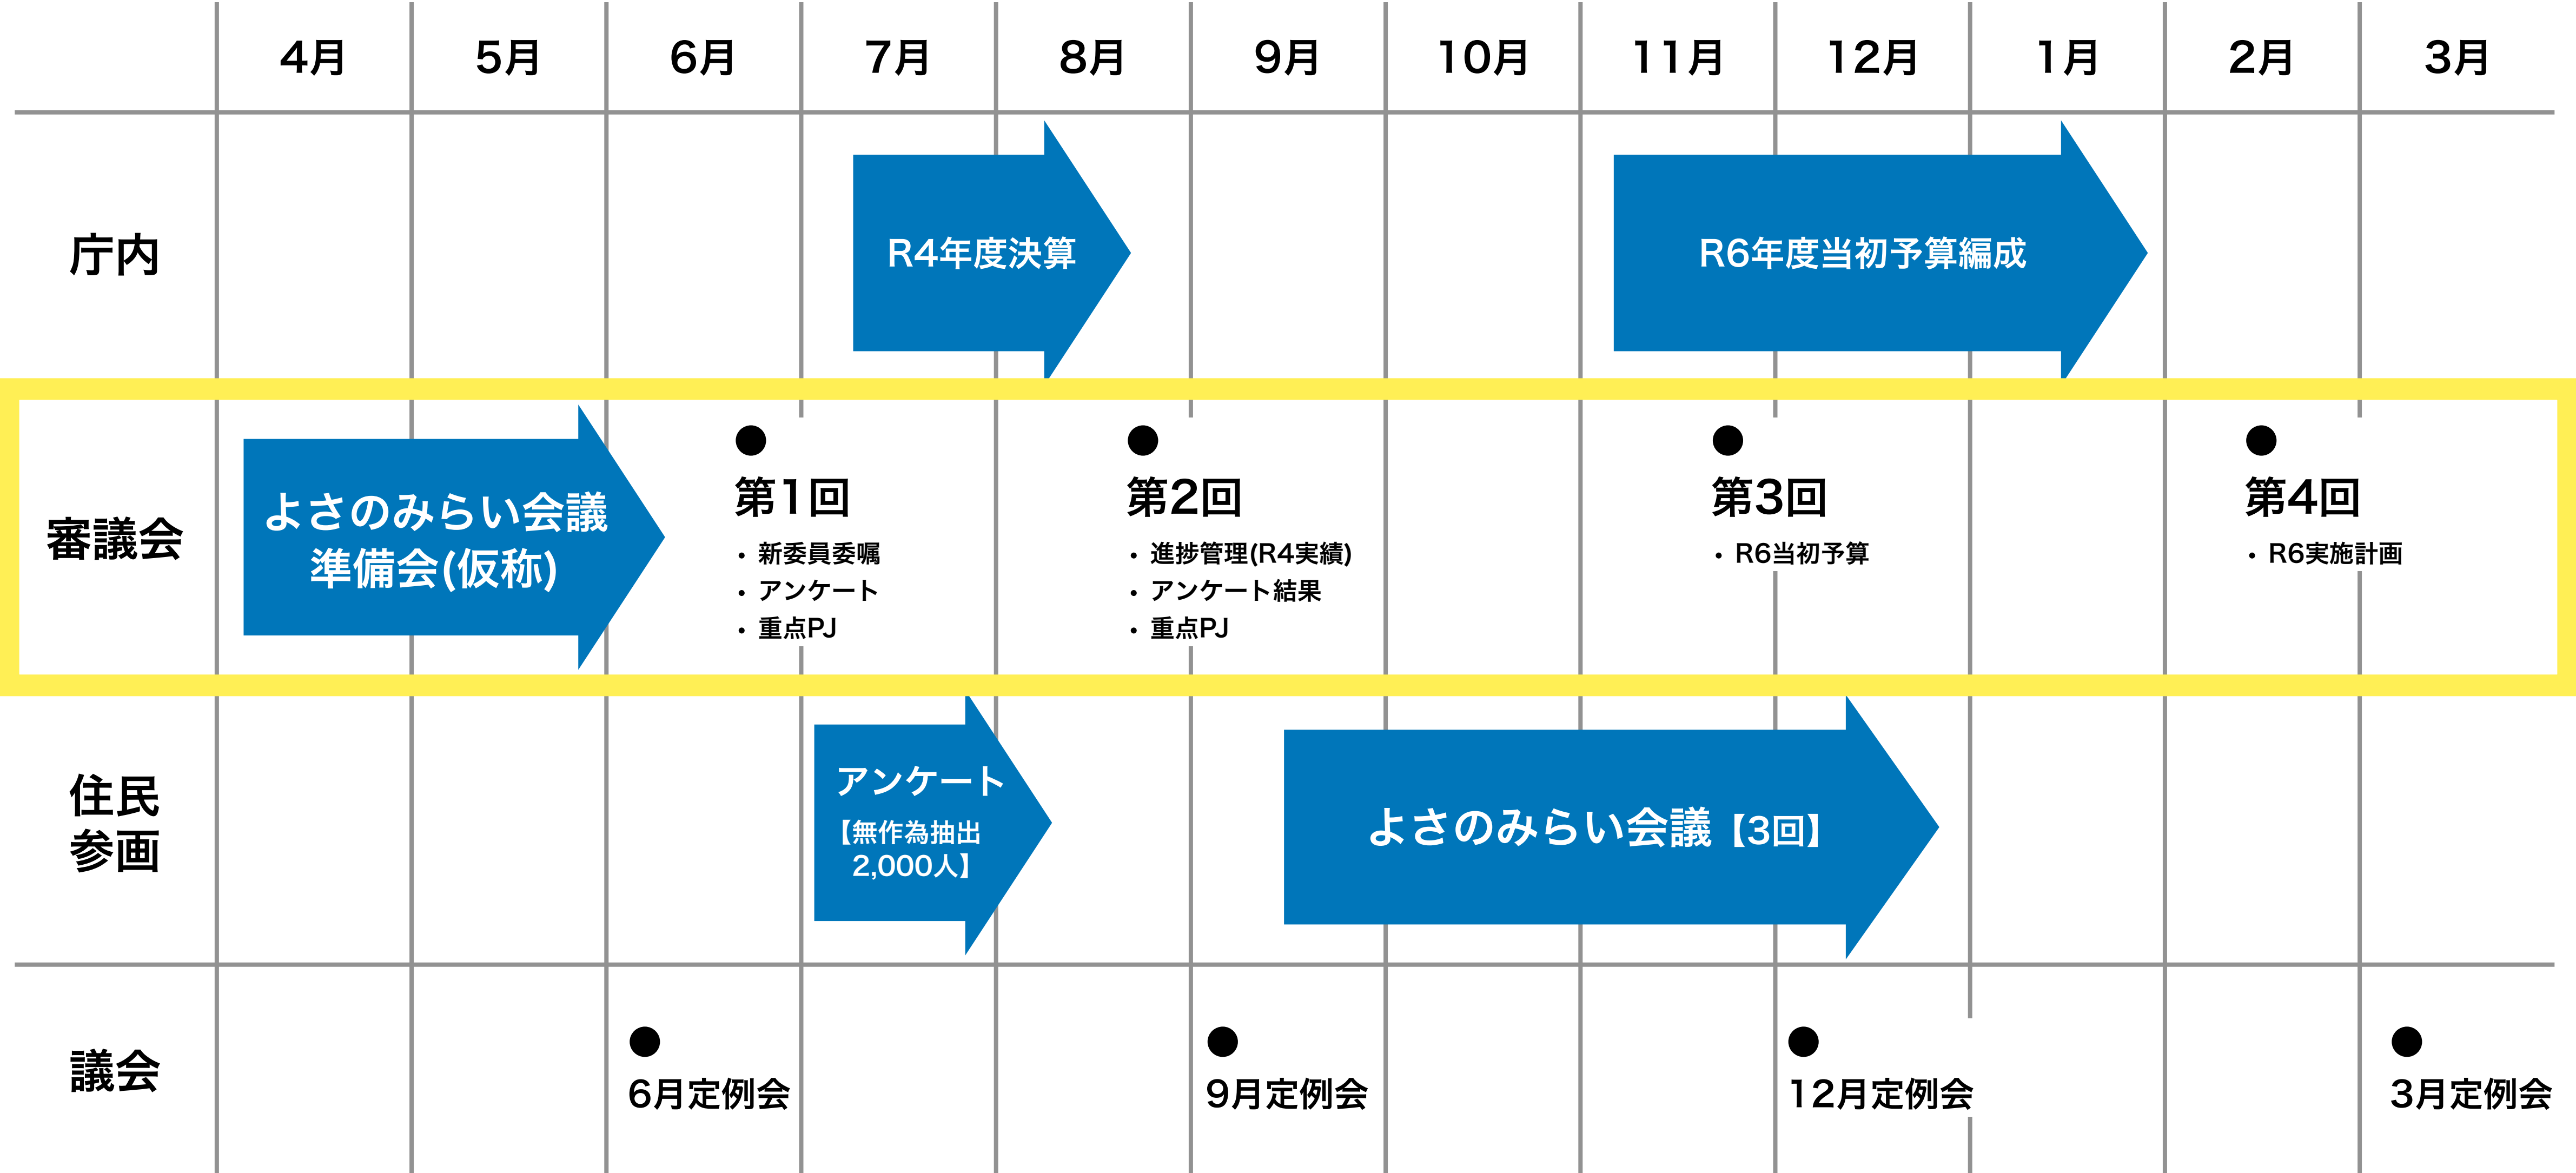 4月
5月
6月
7月
8月
9月
10月
11月
12月
1月
2月
3月
庁内
R4年度決算
R6年度当初予算編成
審議会
よさのみらい会議
準備会(仮称)
第1回
・新委員委嘱
・アンケート
・重点PJ
第2回
・進捗管理(R4実績)
・アンケート結果
・重点PJ
第3回
・R6当初予算
第4回
・R6実施計画
住民
参画
アンケート
【無作為抽出
2,000人】
よさのみらい会議【3回】
議会
6月定例会
9月定例会
12月定例会
3月定例会